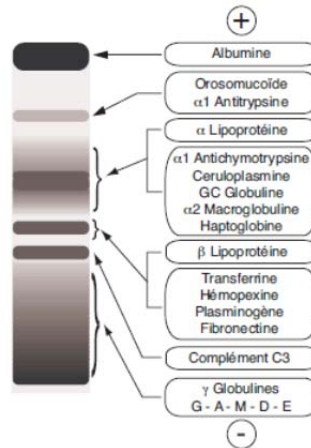 +
Albumine
Orosomucoïde
α1 Antitrypsine
α Lipoprotéine
α1 Antichymotrypsine
Ceruloplasmine
GC Globuline
α2 Macroglobuline
Haptoglobine
β Lipoprotéine
Transferrine
Hémopexine
Plasminogène
Fibronectine
Complément C3
γ Globulines
G - A - M - D - E
-